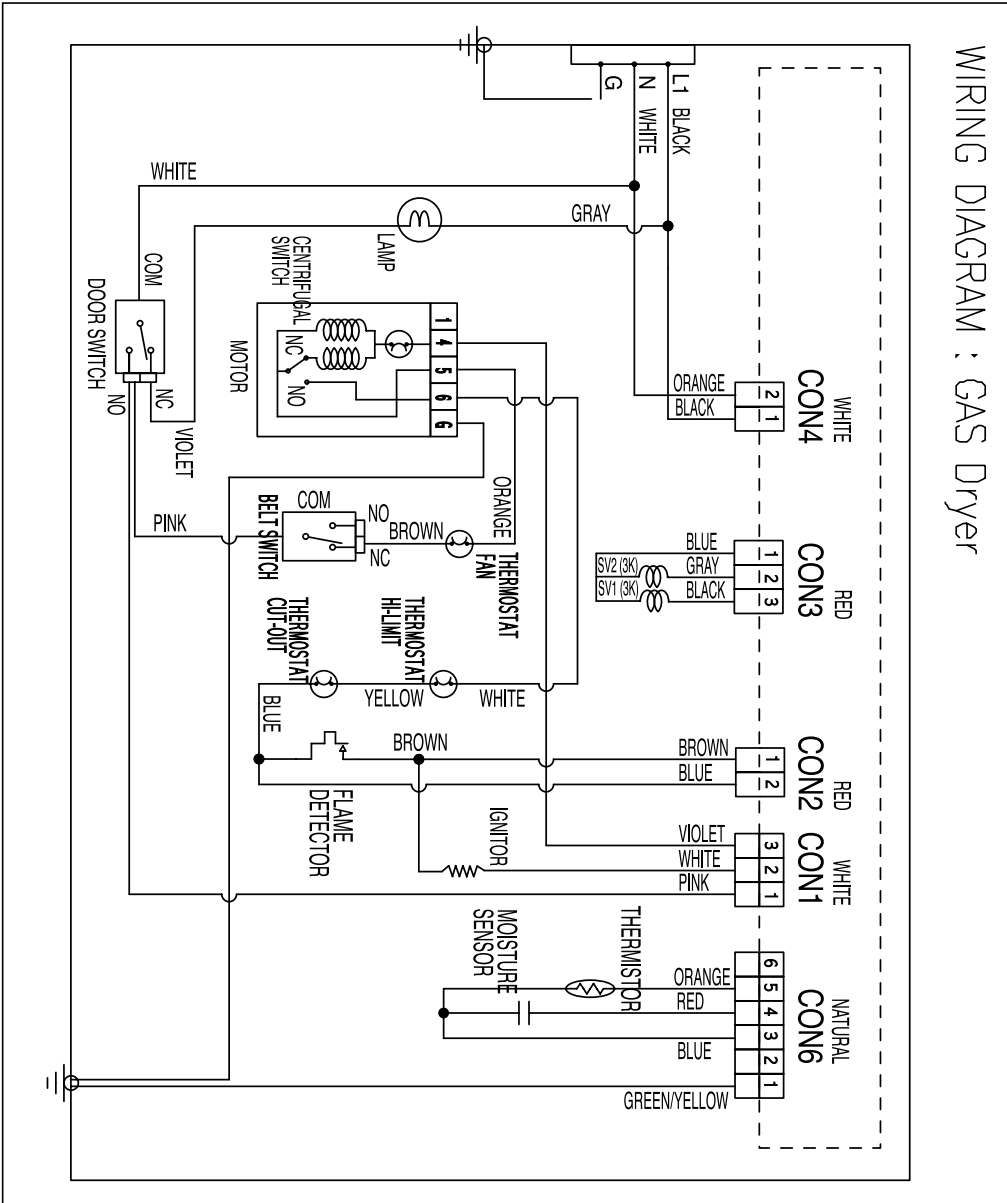 WIRING DIAGRAM : GAS Dryer
L1 BLACK
N WHITE
G
WHITE
GRAY
LAMP
COM
DOOR SWITCH
NC
NO
VIOLET
PINK
CENTRIFUGAL
SWITCH
NC
NO
MOTOR
1
4
5
6
G
ORANGE
COM
NO
NC
BELT SWITCH
BROWN
THERMOSTAT
FAN
THERMOSTAT
CUT-OUT
THERMOSTAT
HI-LIMIT
YELLOW
WHITE
BLUE
BROWN
FLAME
DETECTOR
IGNITOR
MOISTURE
SENSOR
THERMISTOR
CON4
WHITE
ORANGE 2
BLACK 1
CON3
RED
BLUE 1
GRAY 2
BLACK 3
SV2 (3K)
SV1 (3K)
CON2
RED
BROWN 1
BLUE 2
CON1
WHITE
VIOLET 3
WHITE 2
PINK 1
CON6
NATURAL
6
ORANGE 5
RED 4
BLUE 3
2
GREEN/YELLOW 1